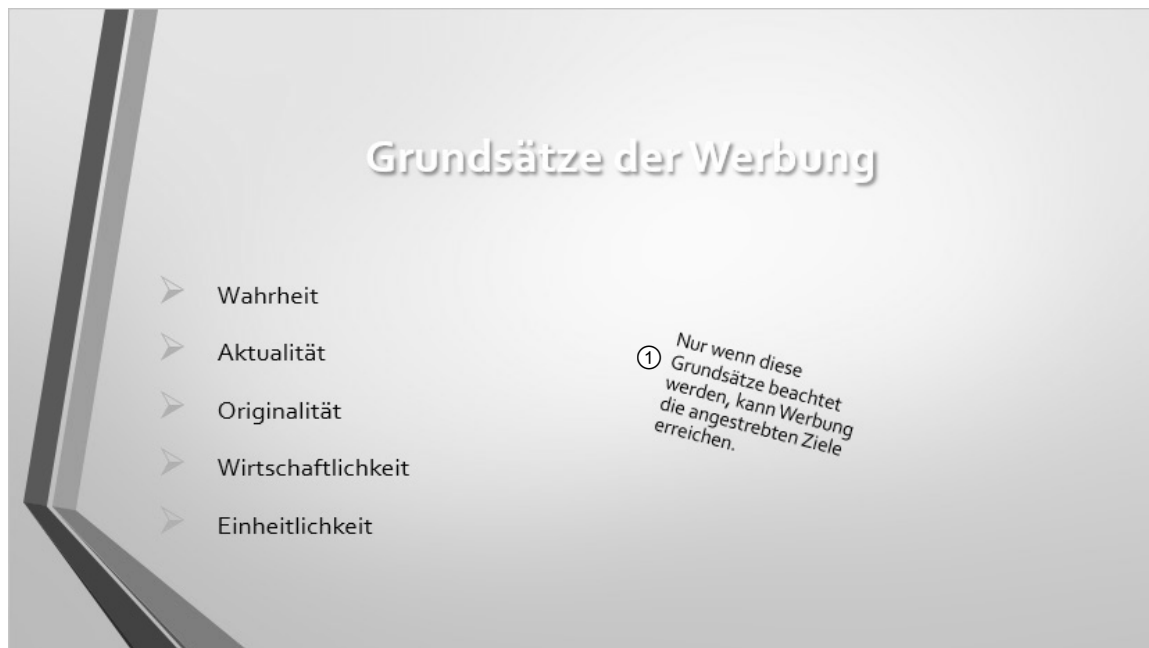 Grundsätze der Werbung
Wahrheit
Aktualität
Originalität
Wirtschaftlichkeit
Einheitlichkeit
① Nur wenn diese
Grundsätze beachtet
werden, kann Werbung
die angestrebten Ziele
erreichen.